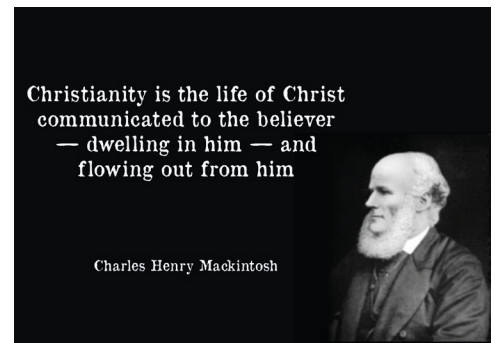 Christianity is the life of Christ
communicated to the believer
— dwelling in him — and
flowing out from him
Charles Henry Mackintosh